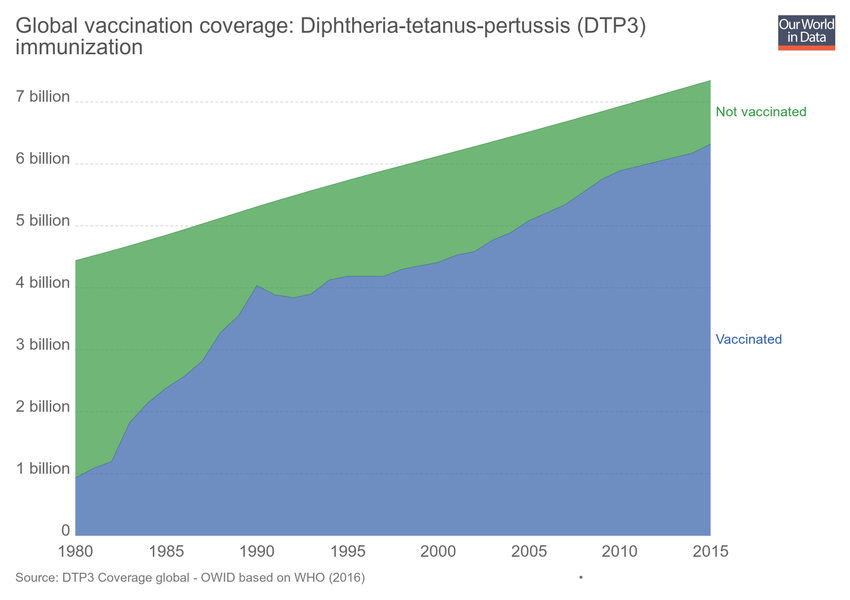 Global vaccination coverage: Diphtheria-tetanus-pertussis (DTP3)
immunization
Our World
in Data
7 billion
Not vaccinated
6 billion
5 billion
4 billion
3 billion
Vaccinated
2 billion
1 billion
0
1980 1985 1990 1995 2000 2005 2010 2015
Source: DTP3 Coverage global - OWID based on WHO (2016) •